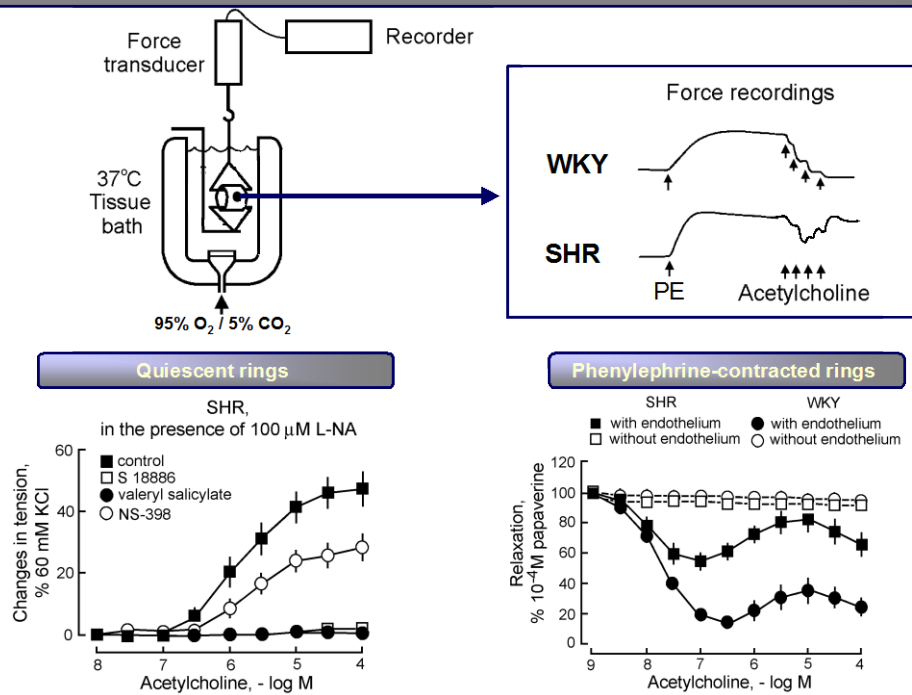 Force
transducer
Recorder
37°C
Tissue
bath
95% O₂ / 5% CO₂
Force recordings
WKY
SHR
PE
Acetylcholine
Quiescent rings
SHR,
in the presence of 100 μM L-NA
control
S 18886
valeryl salicylate
NS-398
Changes in tension,
% 60 mM KCl
60
40
20
0
8 7 6 5 4
Acetylcholine, - log M
Phenylephrine-contracted rings
SHR WKY
with endothelium with endothelium
without endothelium without endothelium
Relaxation,
% 10⁻⁴M papaverine
120
100
80
60
40
20
0
9 8 7 6 5 4
Acetylcholine, - log M